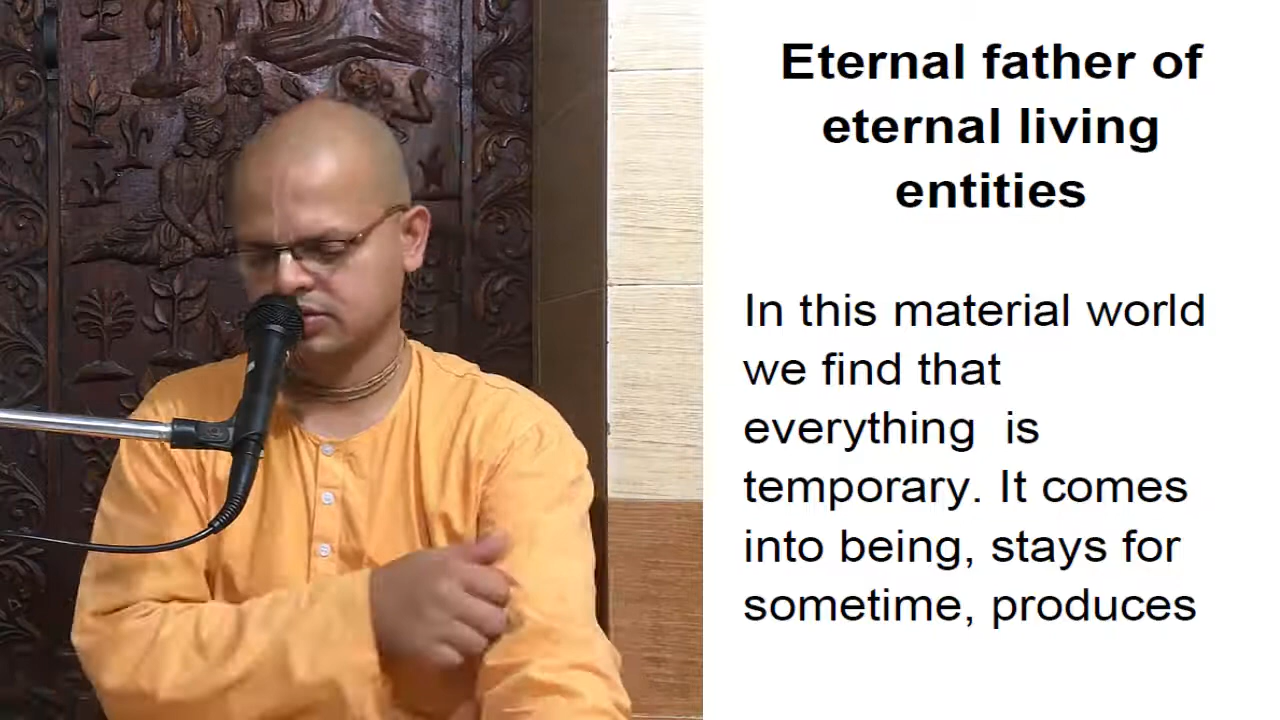 Eternal father of
eternal living
entities
In this material world
we find that
everything  is
temporary. It comes
into being, stays for
sometime, produces